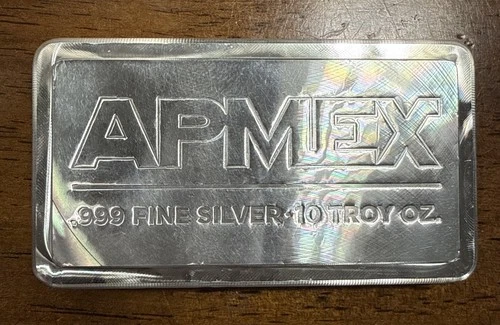 APMEX
.999 FINE SILVER•10 TROY OZ.